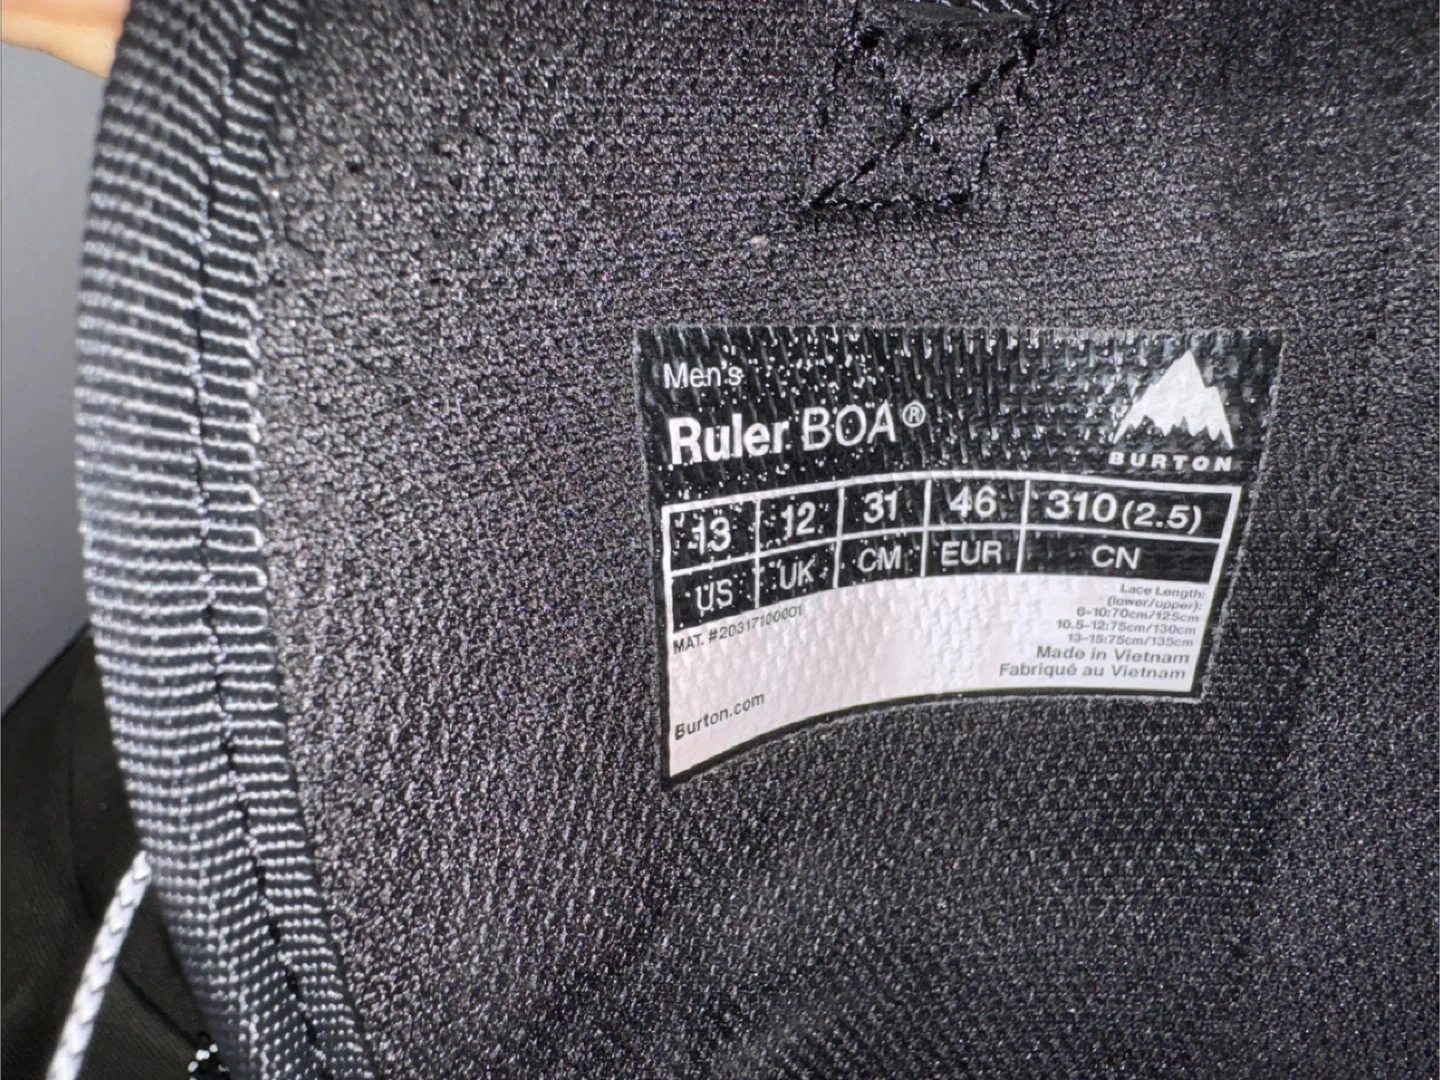 Men's
Ruler BOA®
BURTON
13 12 31 46 310(2.5)
US UK CM EUR CN
MAT. #20317100001
Lace Length:
(lower/upper):
6-10:70cm/125cm
10.5-12:75cm/130cm
13-15:75cm/135cm
Made in Vietnam
Fabriqué au Vietnam
Burton.com